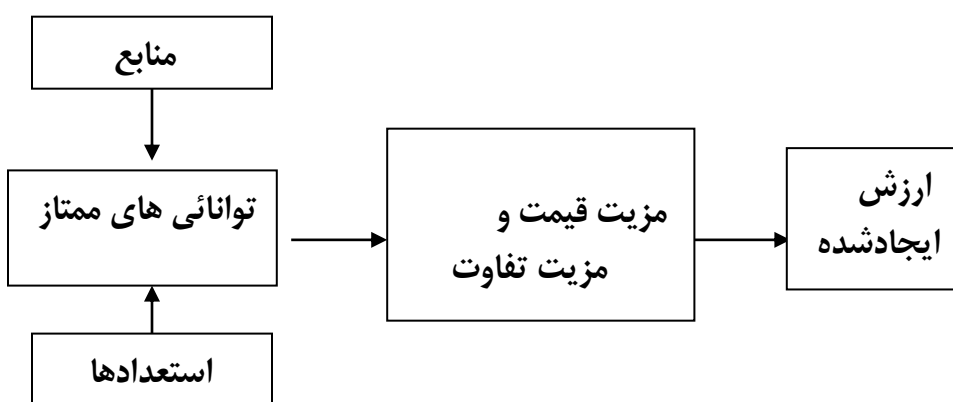 منابع
توانائی های ممتاز
استعدادها
مزیت قیمت و
مزیت تفاوت
ارزش
ایجادشده